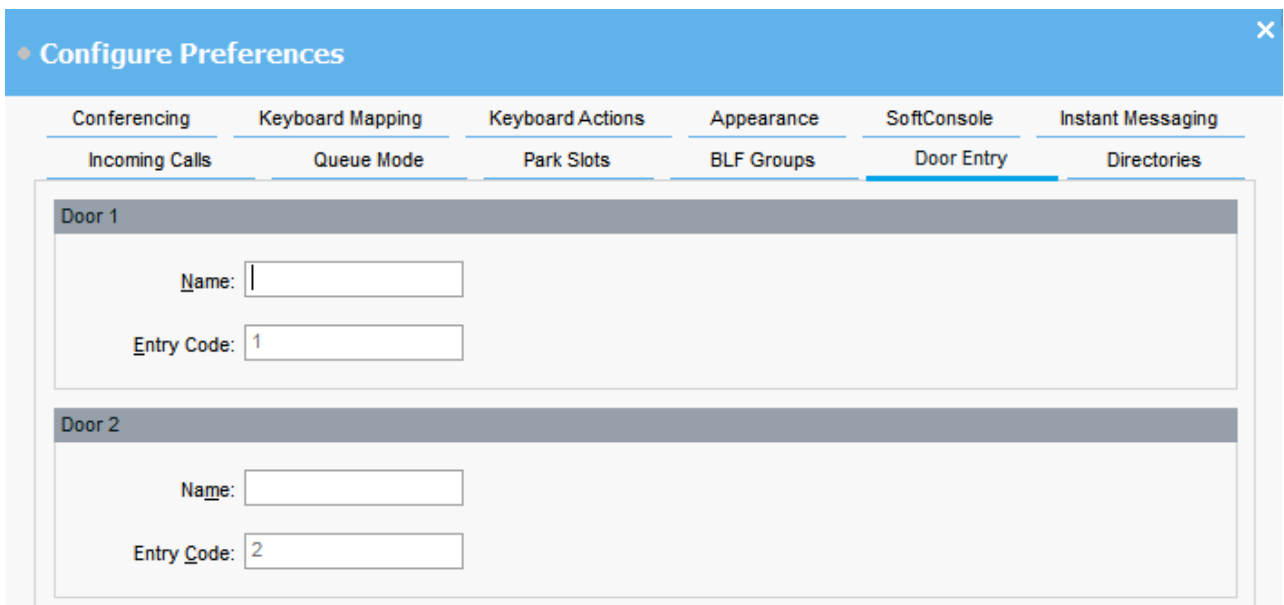 Configure Preferences
Conferencing Keyboard Mapping Keyboard Actions Appearance SoftConsole Instant Messaging
Incoming Calls Queue Mode Park Slots BLF Groups Door Entry Directories
Door 1
Name:
Entry Code: 1
Door 2
Name:
Entry Code: 2